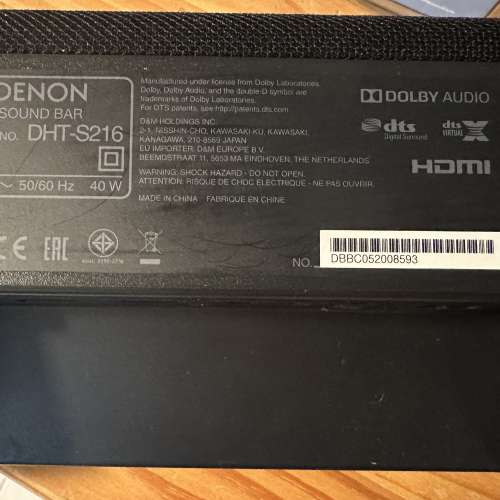 DENON
SOUND BAR
NO. DHT-S216
~ 50/60 Hz 40 W
Manufactured under license from Dolby Laboratories.
Dolby, Dolby Audio, and the double-D symbol are
trademarks of Dolby Laboratories.
For DTS patents, see http://patents.dts.com.
D&M HOLDINGS INC.
2-1, NISSHIN-CHO, KAWASAKI-KU, KAWASAKI,
KANAGAWA, 210-8569 JAPAN
EU IMPORTER: D&M EUROPE B.V.
BEEMDSTRAAT 11, 5653 MA EINDHOVEN, THE NETHERLANDS
WARNING: SHOCK HAZARD - DO NOT OPEN.
ATTENTION: RISQUE DE CHOC ELECTRIQUE - NE PAS OUVRIR.
MADE IN CHINA FABRIQUE EN CHINE
DOLBY AUDIO
dts
Digital Surround
dts
VIRTUAL:X
HDMI
CE EAC
NO.
DBBC052008593